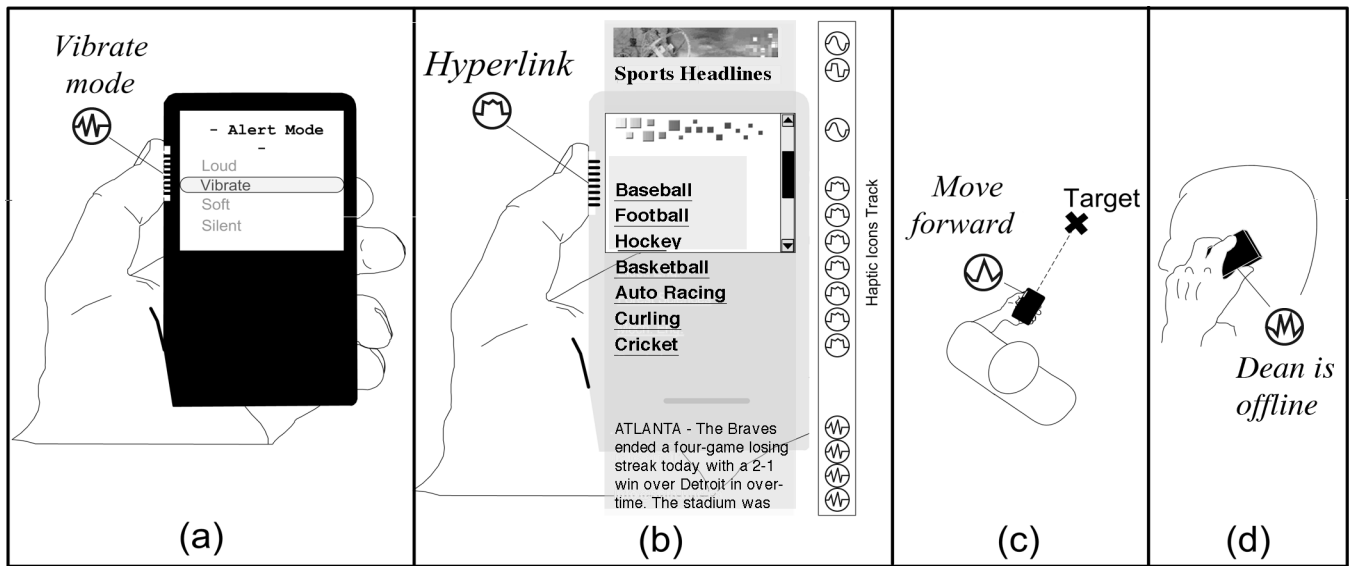 Vibrate
mode
- Alert Mode
-
Loud
Vibrate
Soft
Silent
(a)
Hyperlink
Sports Headlines
Baseball
Football
Hockey
Basketball
Auto Racing
Curling
Cricket
ATLANTA - The Braves
ended a four-game losing
streak today with a 2-1
win over Detroit in over-
time. The stadium was
Haptic Icons Track
(b)
Move
forward
Target
(c)
Dean is
offline
(d)